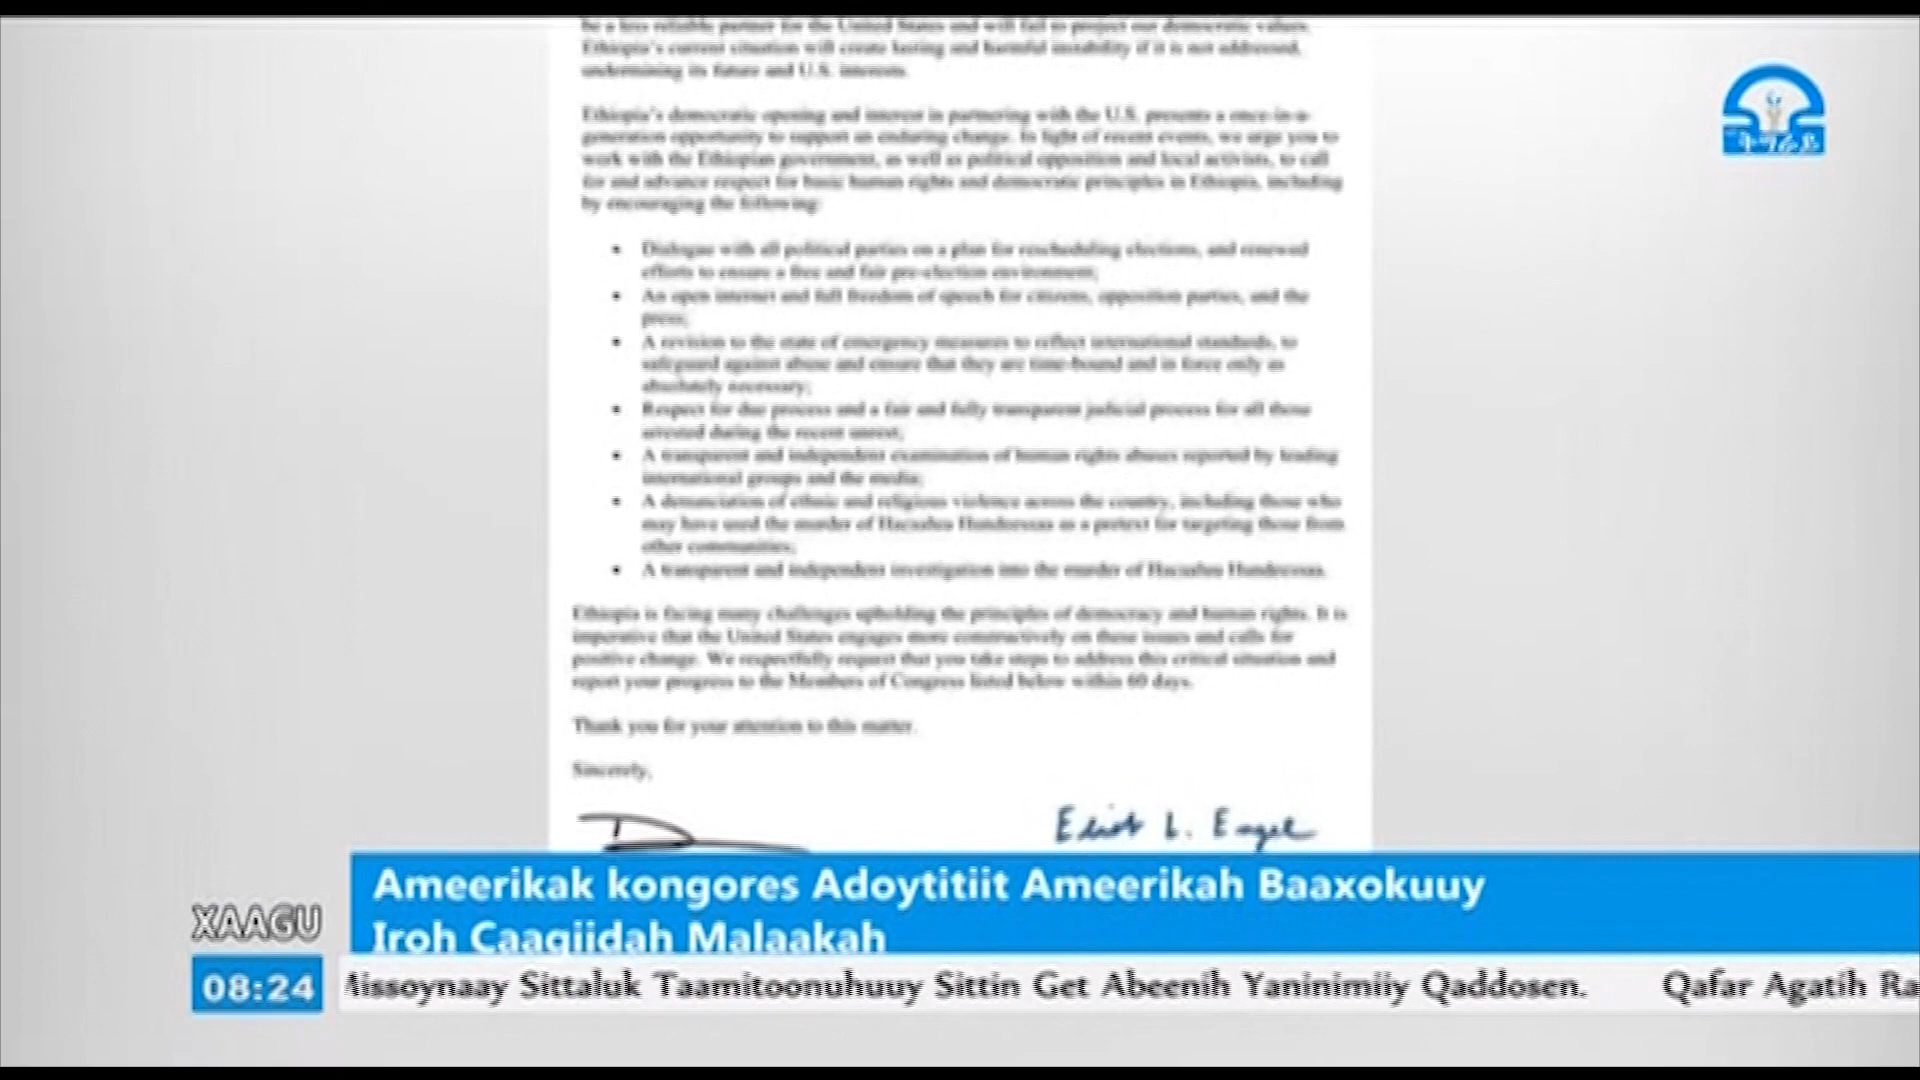 be a less reliable partner for the United States and will fail to project our democratic values.
Ethiopia's current situation will create lasting and harmful instability if it is not addressed,
undermining its future and U.S. interests.
Ethiopia's democratic opening and interest in partnering with the U.S. presents a once-in-a-
generation opportunity to support an enduring change. In light of recent events, we urge you to
work with the Ethiopian government, as well as political opposition and local activists, to call
for and advance respect for basic human rights and democratic principles in Ethiopia, including
by encouraging the following:
• Dialogue with all political parties on a plan for rescheduling elections, and renewed
efforts to ensure a free and fair pre-election environment;
• An open internet and full freedom of speech for citizens, opposition parties, and the
press;
• A revision to the state of emergency measures to reflect international standards, to
safeguard against abuse and ensure that they are time-bound and in force only as
absolutely necessary;
• Respect for due process and a fair and fully transparent judicial process for all those
arrested during the recent unrest;
• A transparent and independent examination of human rights abuses reported by leading
international groups and the media;
• A denunciation of ethnic and religious violence across the country, including those who
may have used the murder of Hacaaluu Hundeessaa as a pretext for targeting those from
other communities;
• A transparent and independent investigation into the murder of Hacaaluu Hundeessaa.
Ethiopia is facing many challenges upholding the principles of democracy and human rights. It is
imperative that the United States engages more constructively on these issues and calls for
positive change. We respectfully request that you take steps to address this critical situation and
report your progress to the Members of Congress listed below within 60 days.
Thank you for your attention to this matter.
Sincerely,
Eliot L. Engel
ትግራይ
Ameerikak kongores Adoytitiit Ameerikah Baaxokuuy
Iroh Caagiidah Malaakah
XAAGU
08:24
Missoynaay Sittaluk Taamitoonuhuuy Sittin Get Abeenih Yaninimiiy Qaddosen. Qafar Agatih Ra